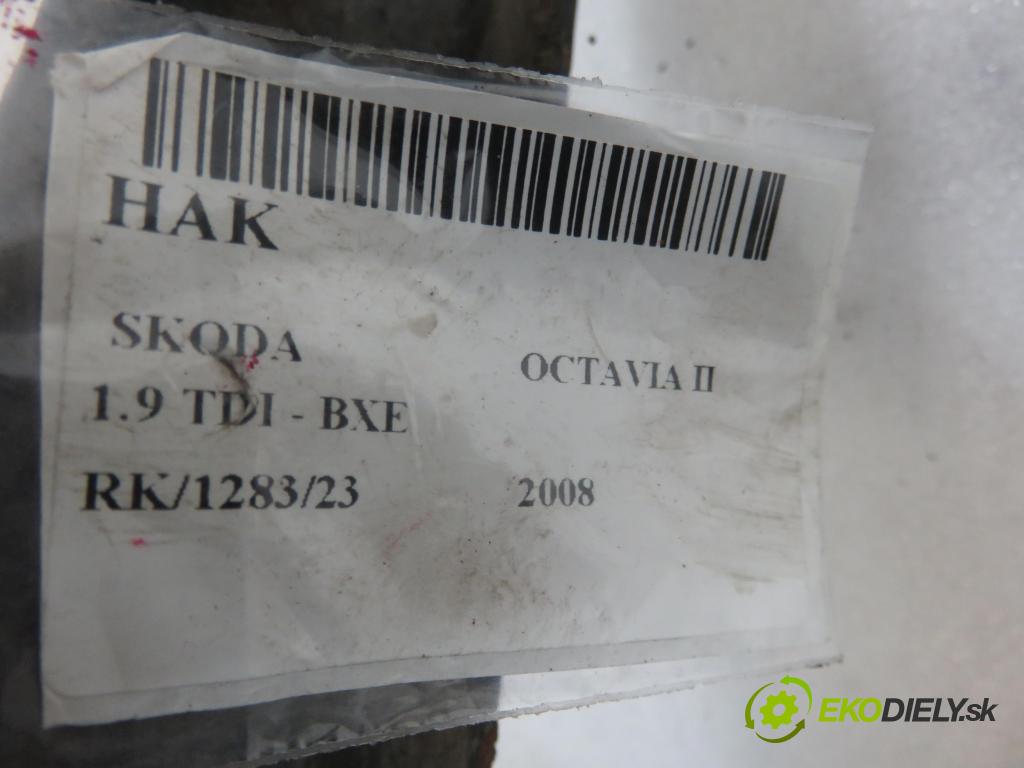 HAK
SKODA OCTAVIA II
1.9 TDI - BXE
RK/1283/23 2008
EKODIELY.sk